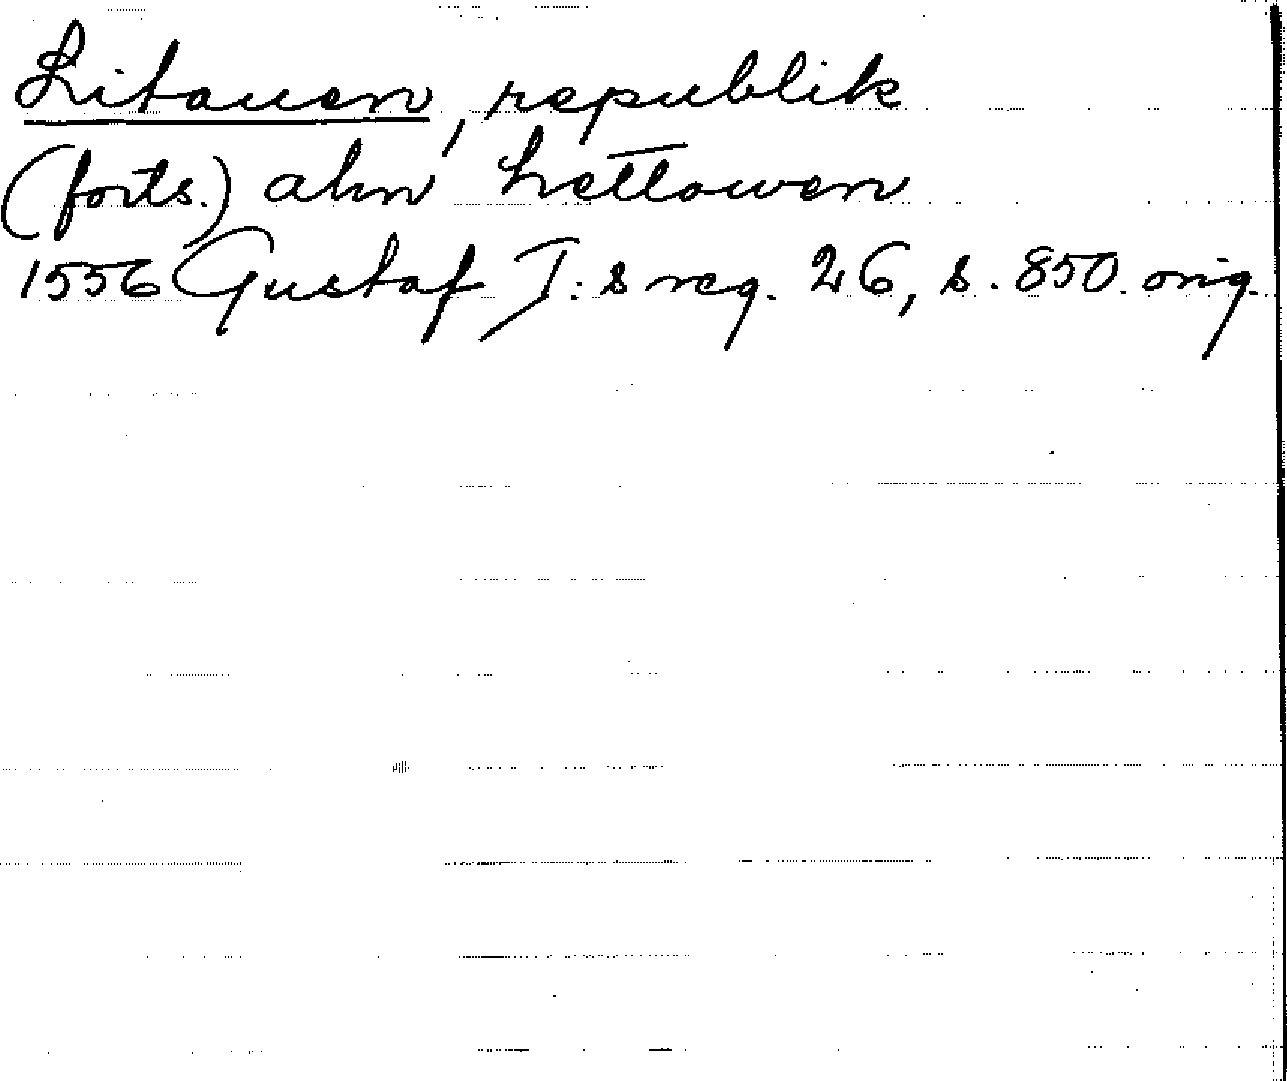 Litauen, republik
(forts.) ahn Lettowen
1556 Gustaf I:s reg. 26, s. 850. orig.